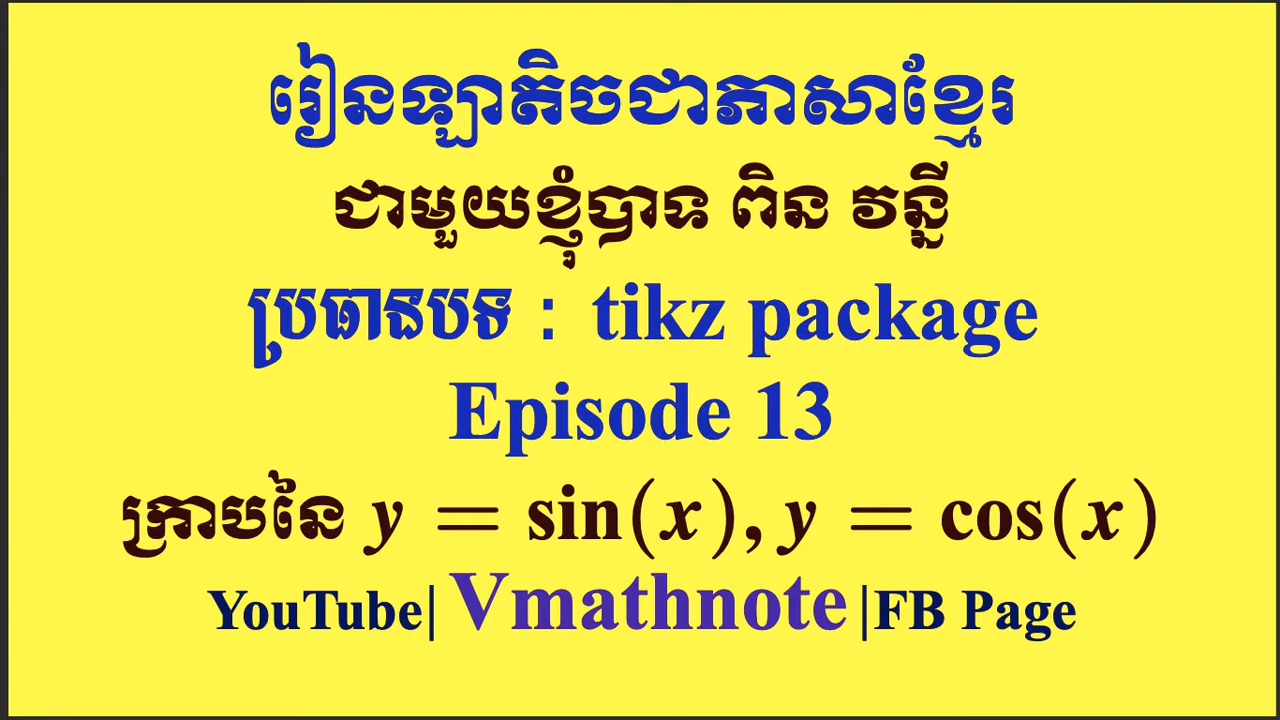 រៀនឡាតិចជាភាសាខ្មែរ
ជាមួយខ្ញុំបាទ ពិន វន្នី
ប្រធានបទ : tikz package
Episode 13
ក្រាបនៃ y = sin(x), y = cos(x)
YouTube| Vmathnote |FB Page